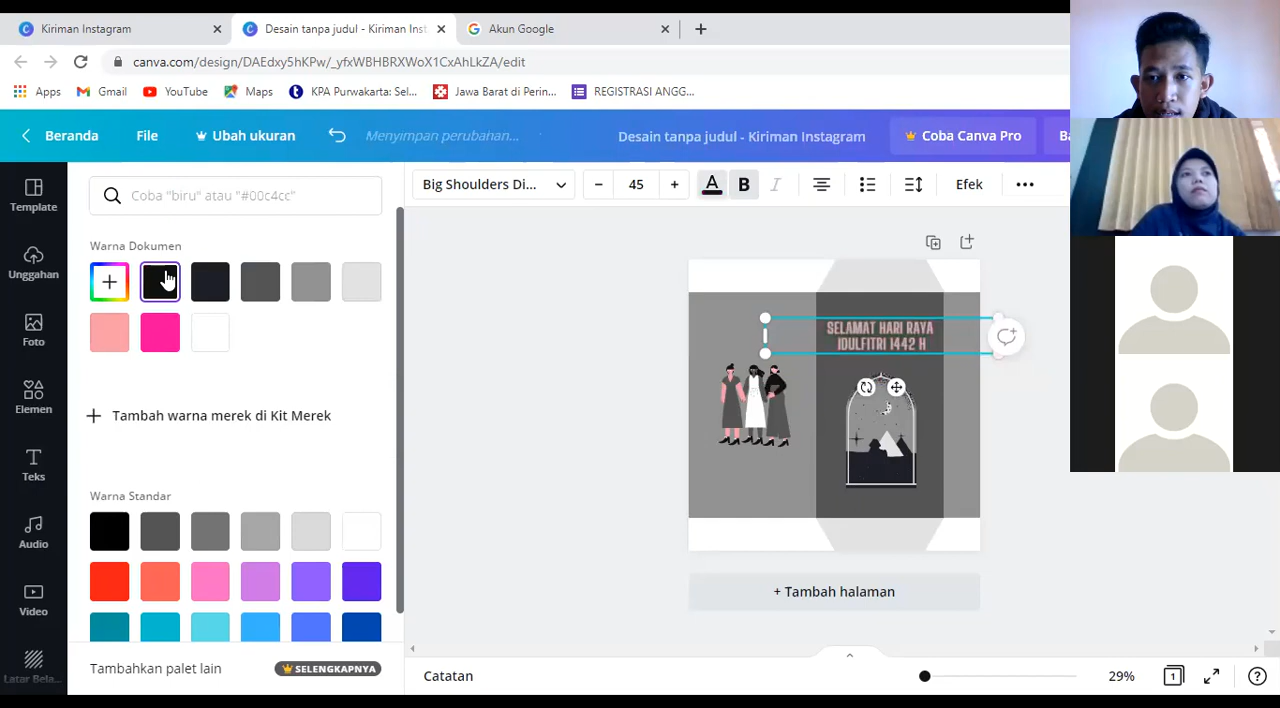 Kiriman Instagram
Desain tanpa judul - Kiriman Inst
Akun Google
canva.com/design/DAEdxy5hKPw/_yfxWBHBRXWoX1CxAhLkZA/edit
Apps
Gmail
YouTube
Maps
KPA Purwakarta: Sel...
Jawa Barat di Perin...
REGISTRASI ANGG...
Beranda
File
Ubah ukuran
Menyimpan perubahan...
Desain tanpa judul - Kiriman Instagram
Coba Canva Pro
Ba
Template
Unggahan
Foto
Elemen
Teks
Audio
Video
Latar Bela...
Coba "biru" atau "#00c4cc"
Warna Dokumen
Tambah warna merek di Kit Merek
Warna Standar
Tambahkan palet lain
SELENGKAPNYA
Big Shoulders Di...
45
A
B
I
Efek
SELAMAT HARI RAYA
IDULFITRI 1442 H
+ Tambah halaman
Catatan
29%
1
?